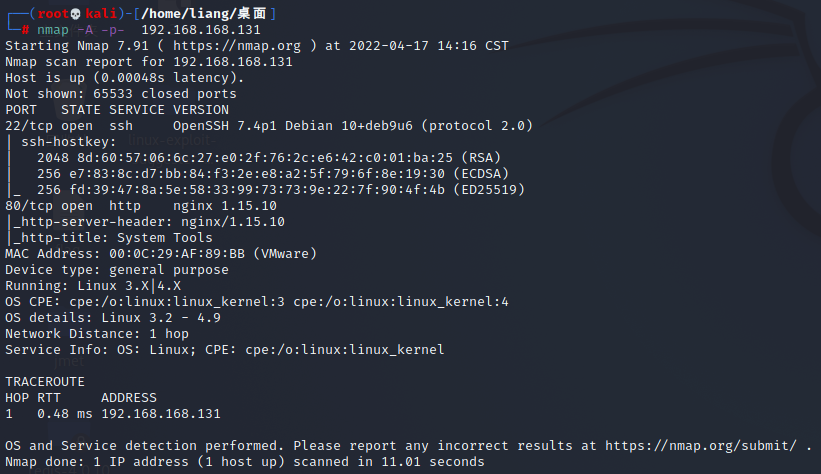 ┌──(root💀kali)-[/home/liang/桌面]
└─# nmap -A -p-  192.168.168.131
Starting Nmap 7.91 ( https://nmap.org ) at 2022-04-17 14:16 CST
Nmap scan report for 192.168.168.131
Host is up (0.00048s latency).
Not shown: 65533 closed ports
PORT   STATE SERVICE VERSION
22/tcp open  ssh     OpenSSH 7.4p1 Debian 10+deb9u6 (protocol 2.0)
| ssh-hostkey:
|   2048 8d:60:57:06:6c:27:e0:2f:76:2c:e6:42:c0:01:ba:25 (RSA)
|   256 e7:83:8c:d7:bb:84:f3:2e:e8:a2:5f:79:6f:8e:19:30 (ECDSA)
|_  256 fd:39:47:8a:5e:58:33:99:73:73:9e:22:7f:90:4f:4b (ED25519)
80/tcp open  http    nginx 1.15.10
|_http-server-header: nginx/1.15.10
|_http-title: System Tools
MAC Address: 00:0C:29:AF:89:BB (VMware)
Device type: general purpose
Running: Linux 3.X|4.X
OS CPE: cpe:/o:linux:linux_kernel:3 cpe:/o:linux:linux_kernel:4
OS details: Linux 3.2 - 4.9
Network Distance: 1 hop
Service Info: OS: Linux; CPE: cpe:/o:linux:linux_kernel

TRACEROUTE
HOP RTT     ADDRESS
1   0.48 ms 192.168.168.131

OS and Service detection performed. Please report any incorrect results at https://nmap.org/submit/ .
Nmap done: 1 IP address (1 host up) scanned in 11.01 seconds